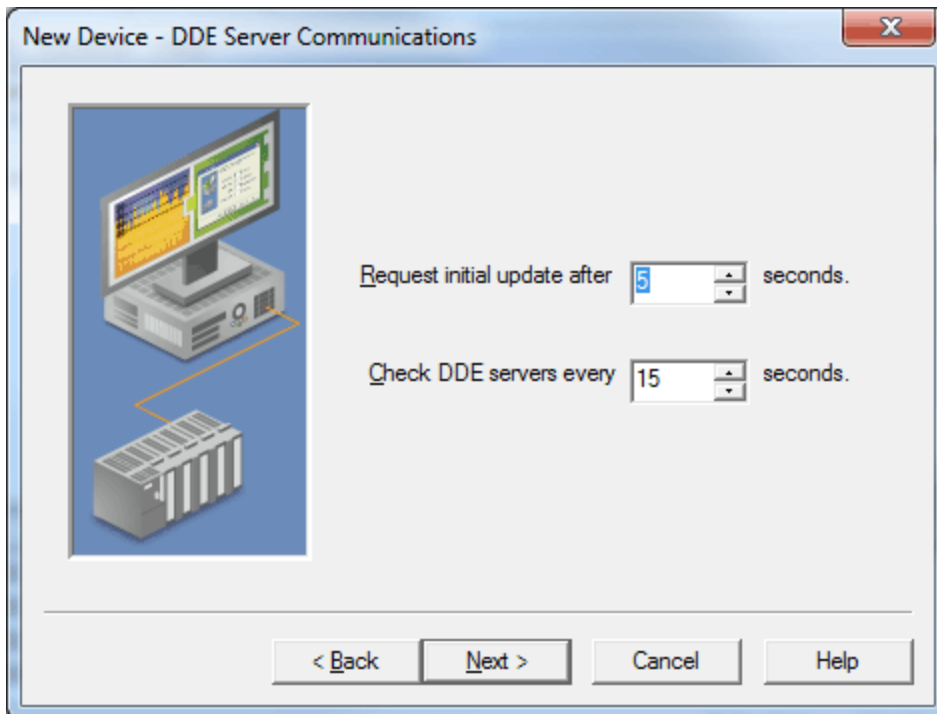 New Device - DDE Server Communications
Request initial update after 5 seconds.
Check DDE servers every 15 seconds.
< Back Next > Cancel Help